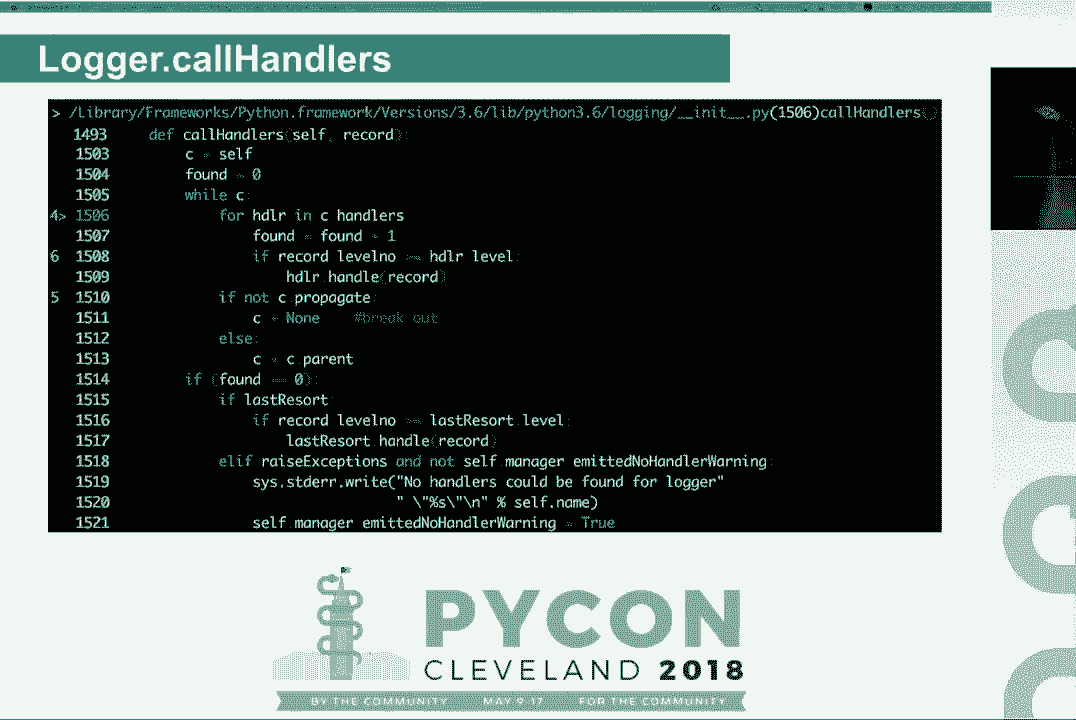 Logger.callHandlers
> /Library/Frameworks/Python.framework/Versions/3.6/lib/python3.6/logging/__init__.py(1506)callHandlers()
1493 def callHandlers(self, record):
1503 c = self
1504 found = 0
1505 while c:
4> 1506 for hdlr in c.handlers:
1507 found = found + 1
6 1508 if record.levelno >= hdlr.level:
1509 hdlr.handle(record)
5 1510 if not c.propagate:
1511 c = None #break out
1512 else:
1513 c = c.parent
1514 if (found == 0):
1515 if lastResort:
1516 if record.levelno >= lastResort.level:
1517 lastResort.handle(record)
1518 elif raiseExceptions and not self.manager.emittedNoHandlerWarning:
1519 sys.stderr.write("No handlers could be found for logger"
1520 " \"%s\"\n" % self.name)
1521 self.manager.emittedNoHandlerWarning = True
PYCON
CLEVELAND 2018
BY THE COMMUNITY MAY 9-17 FOR THE COMMUNITY